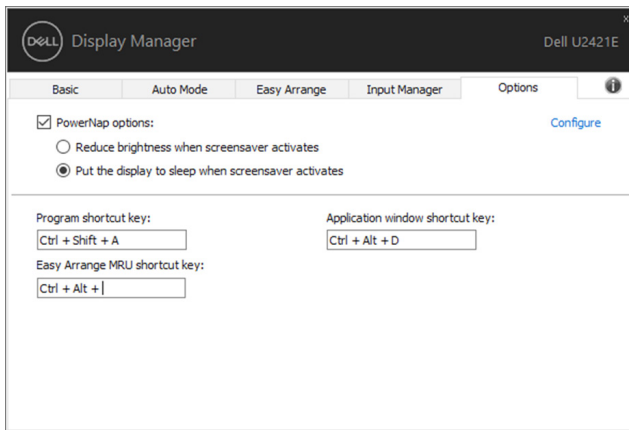 x
DELL Display Manager Dell U2421E
Basic Auto Mode Easy Arrange Input Manager Options i
PowerNap options: Configure
Reduce brightness when screensaver activates
Put the display to sleep when screensaver activates
Program shortcut key: Application window shortcut key:
Ctrl + Shift + A Ctrl + Alt + D
Easy Arrange MRU shortcut key:
Ctrl + Alt +